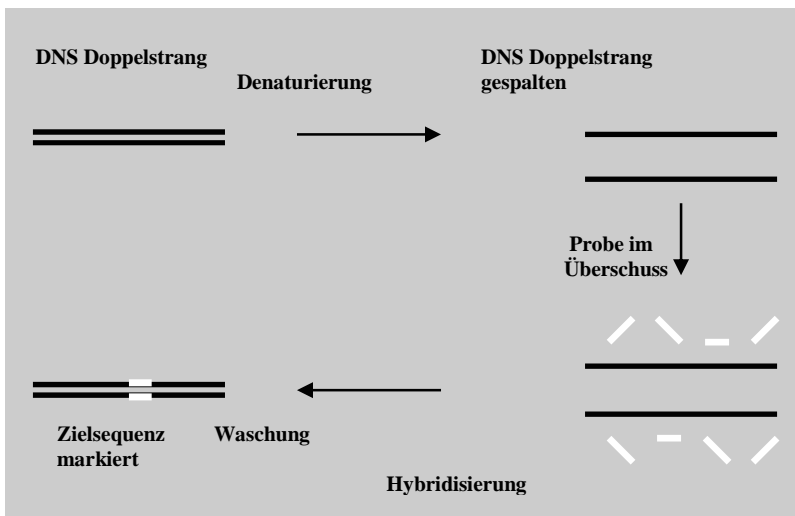 DNS Doppelstrang
Denaturierung
DNS Doppelstrang
gespalten
Probe im
Überschuss
Zielsequenz
markiert
Waschung
Hybridisierung